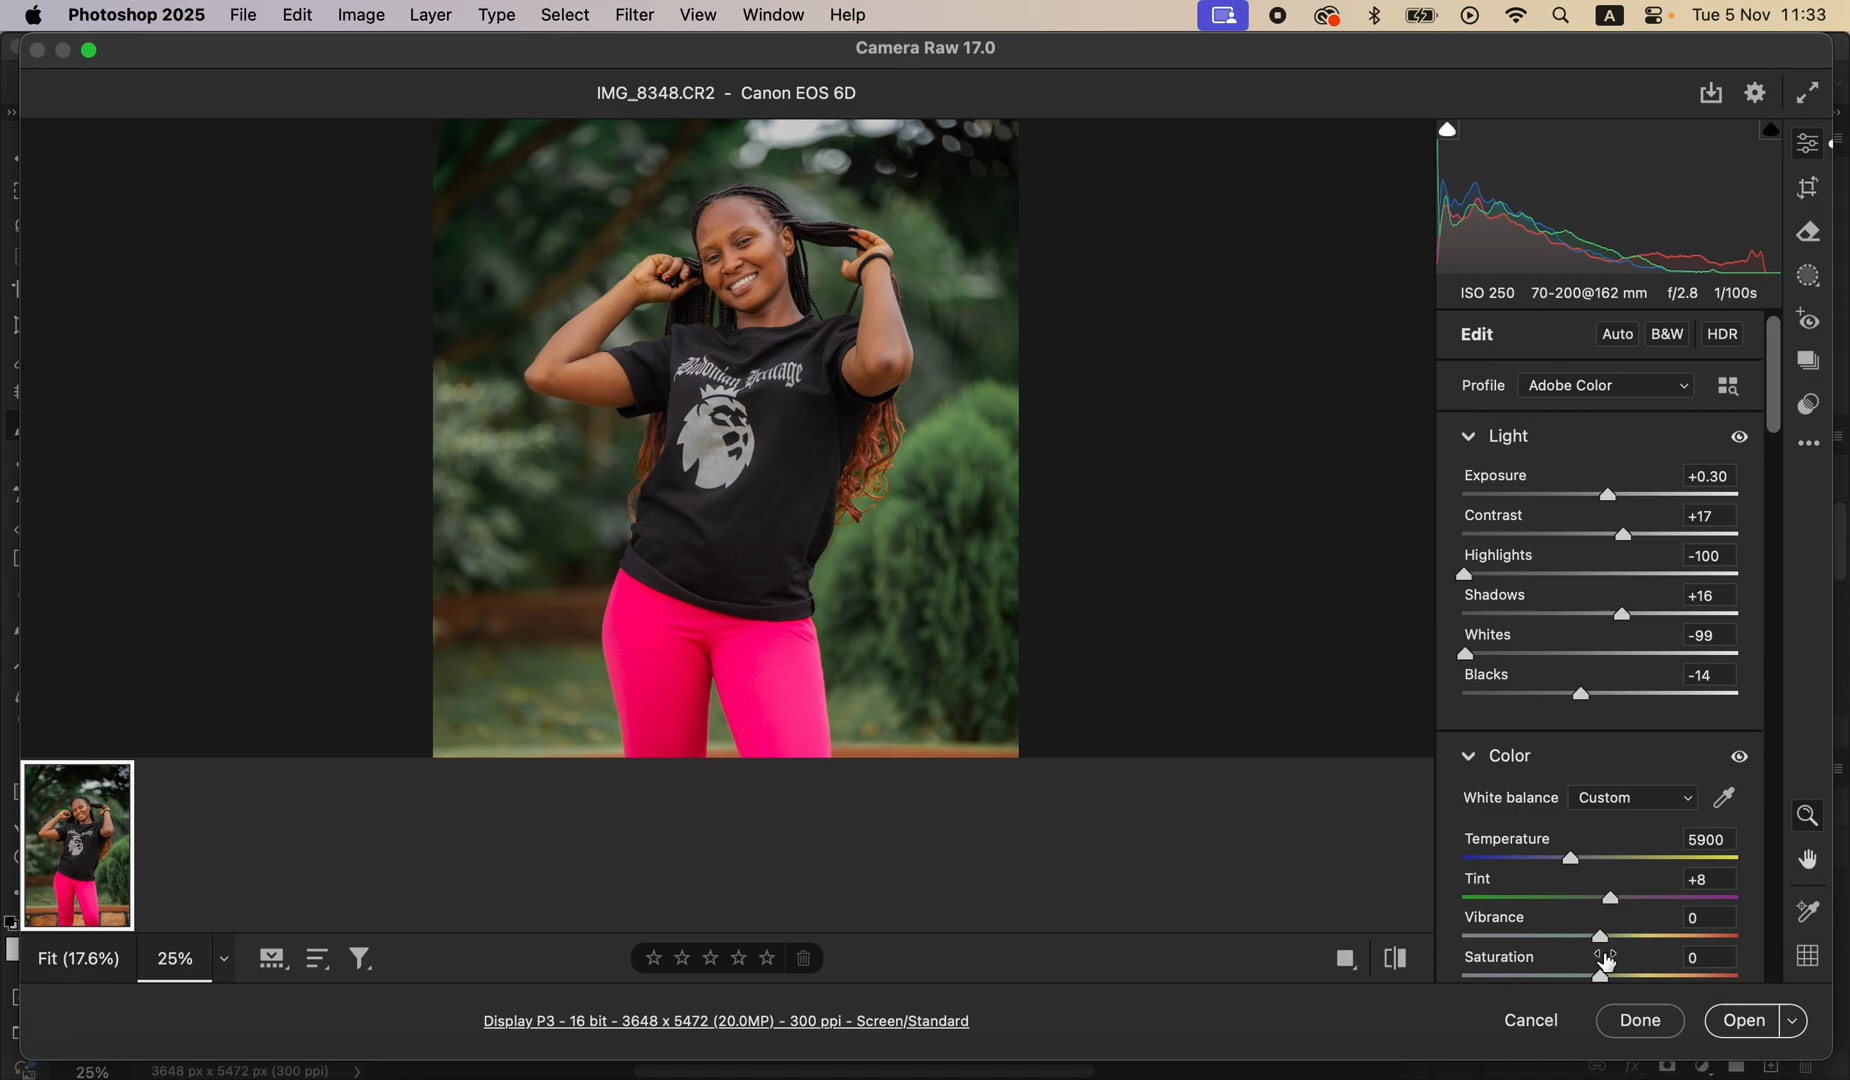 Photoshop 2025 File Edit Image Layer Type Select Filter View Window Help A Tue 5 Nov 11:33
Camera Raw 17.0
IMG_8348.CR2 - Canon EOS 6D
ISO 250 70-200@162 mm f/2.8 1/100s
Edit Auto B&W HDR
Profile Adobe Color
Light
Exposure +0.30
Contrast +17
Highlights -100
Shadows +16
Whites -99
Blacks -14
Color
White balance Custom
Temperature 5900
Tint +8
Vibrance 0
Saturation 0
Fit (17.6%) 25%
Display P3 - 16 bit - 3648 x 5472 (20.0MP) - 300 ppi - Screen/Standard
Cancel Done Open
25% 3648 px x 5472 px (300 ppi)